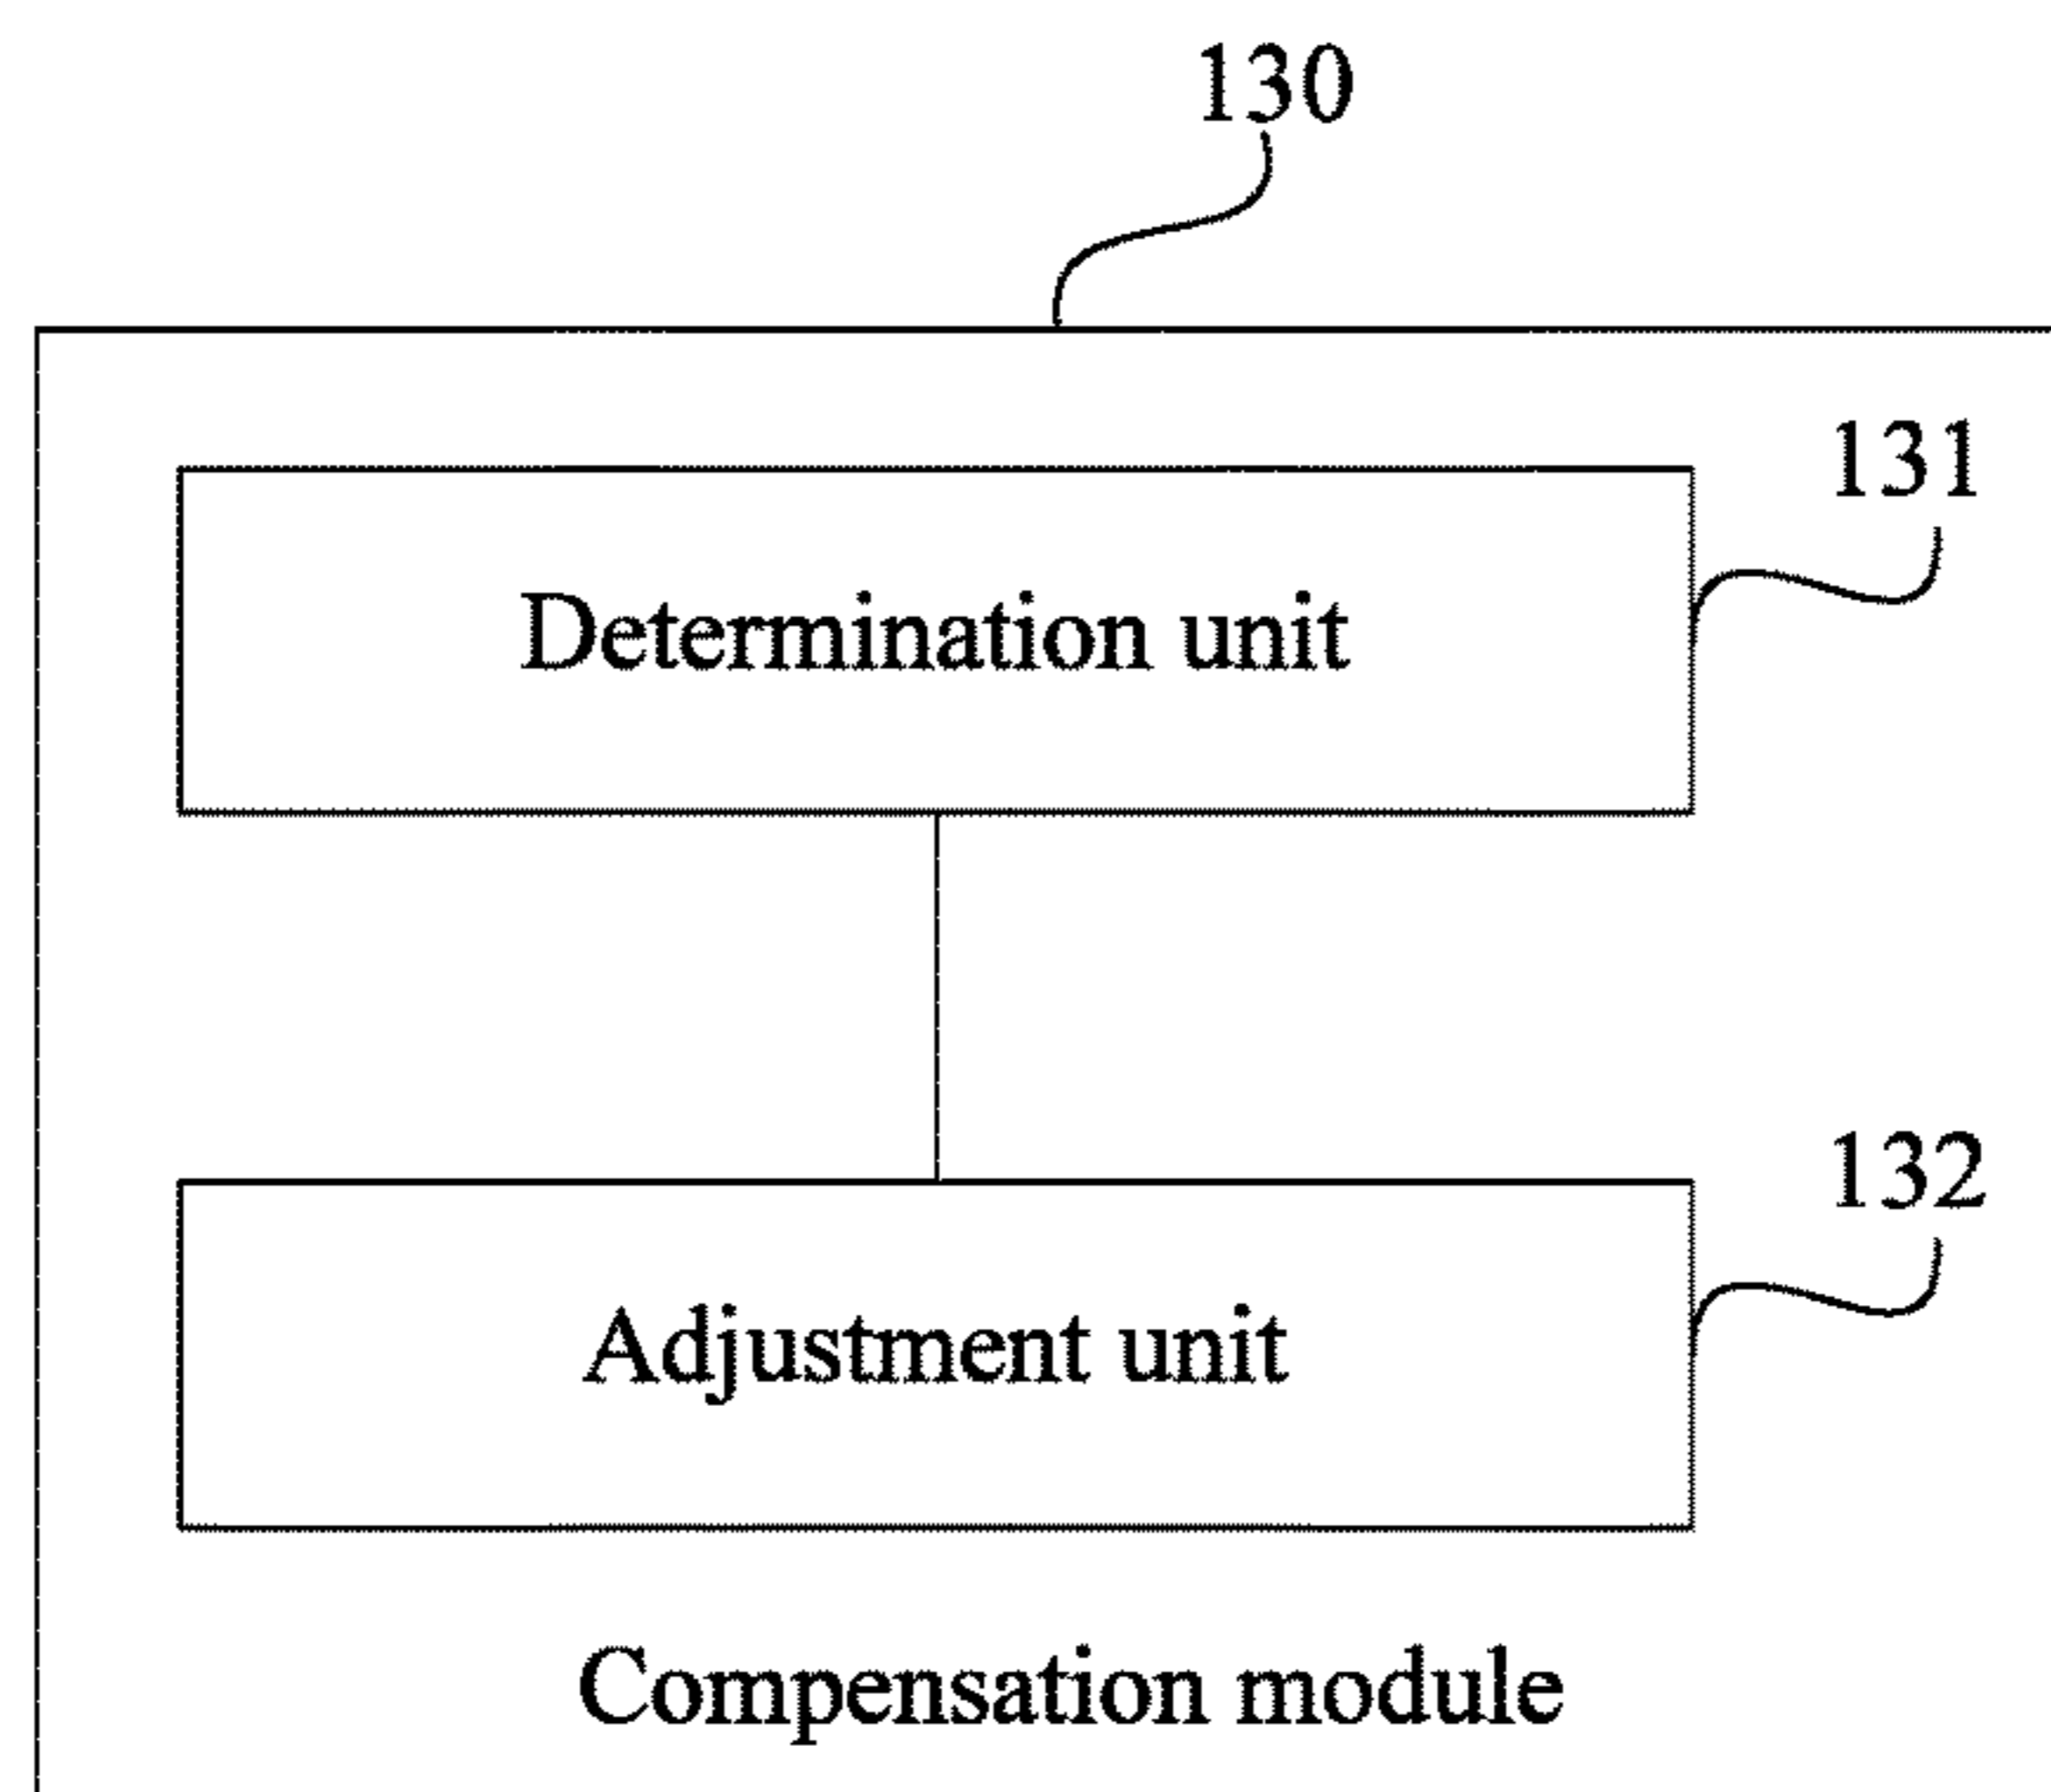 130
131
Determination unit
132
Adjustment unit
Compensation module